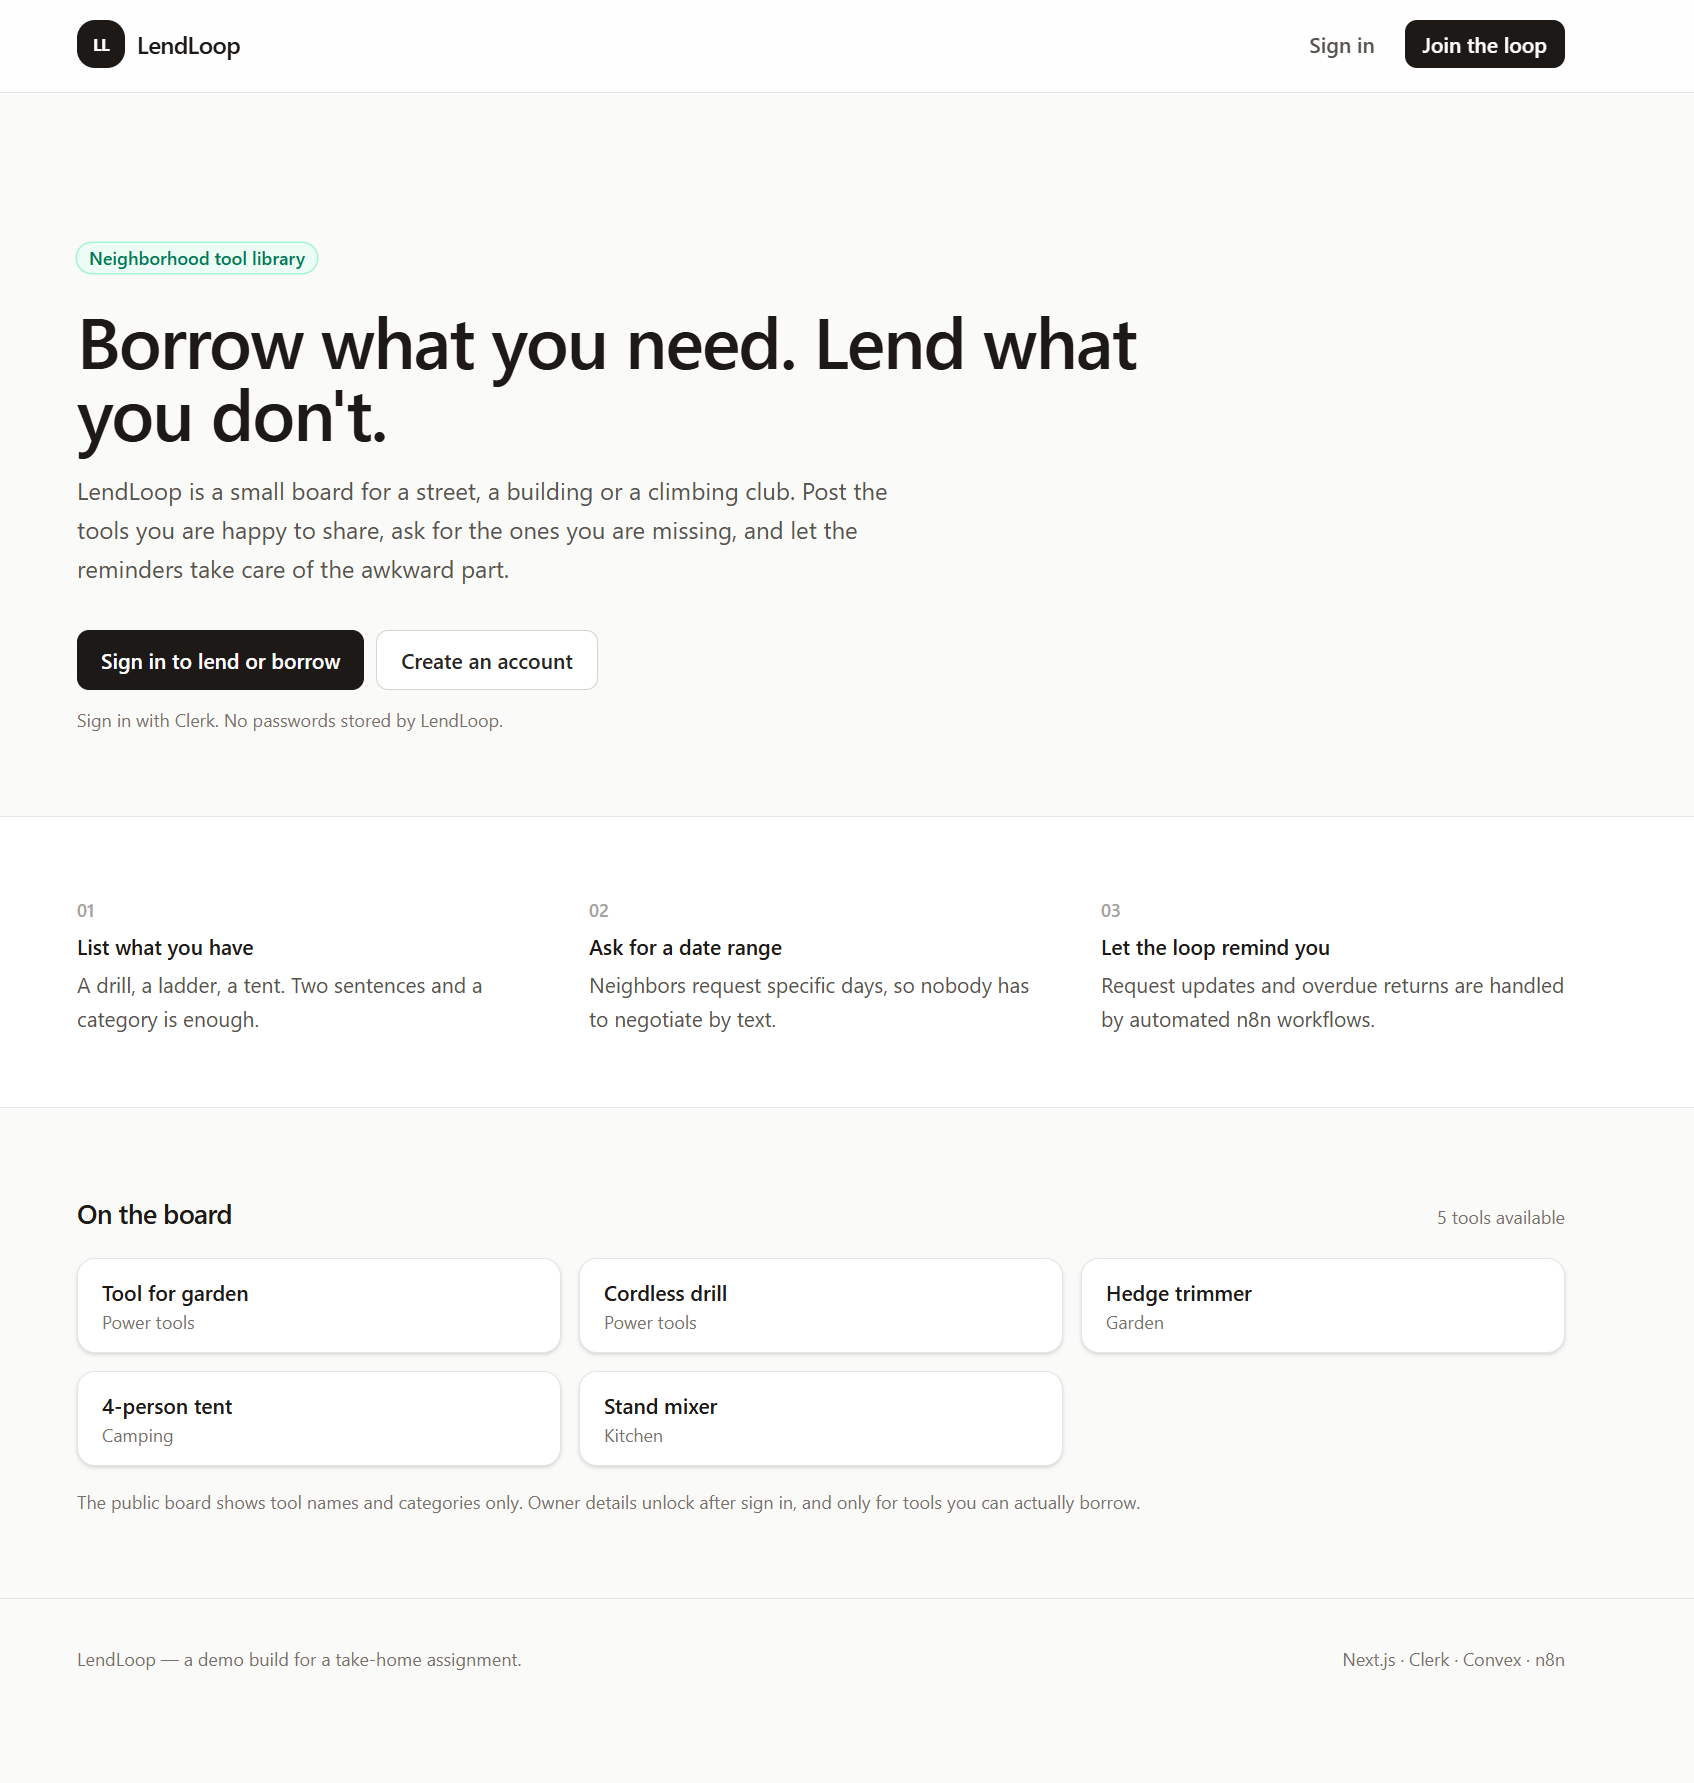 LL LendLoop
Sign in
Join the loop
Neighborhood tool library
Borrow what you need. Lend what
you don't.
LendLoop is a small board for a street, a building or a climbing club. Post the
tools you are happy to share, ask for the ones you are missing, and let the
reminders take care of the awkward part.
Sign in to lend or borrow
Create an account
Sign in with Clerk. No passwords stored by LendLoop.
01
List what you have
A drill, a ladder, a tent. Two sentences and a
category is enough.
02
Ask for a date range
Neighbors request specific days, so nobody has
to negotiate by text.
03
Let the loop remind you
Request updates and overdue returns are handled
by automated n8n workflows.
On the board
5 tools available
Tool for garden
Power tools
Cordless drill
Power tools
Hedge trimmer
Garden
4-person tent
Camping
Stand mixer
Kitchen
The public board shows tool names and categories only. Owner details unlock after sign in, and only for tools you can actually borrow.
LendLoop — a demo build for a take-home assignment.
Next.js · Clerk · Convex · n8n